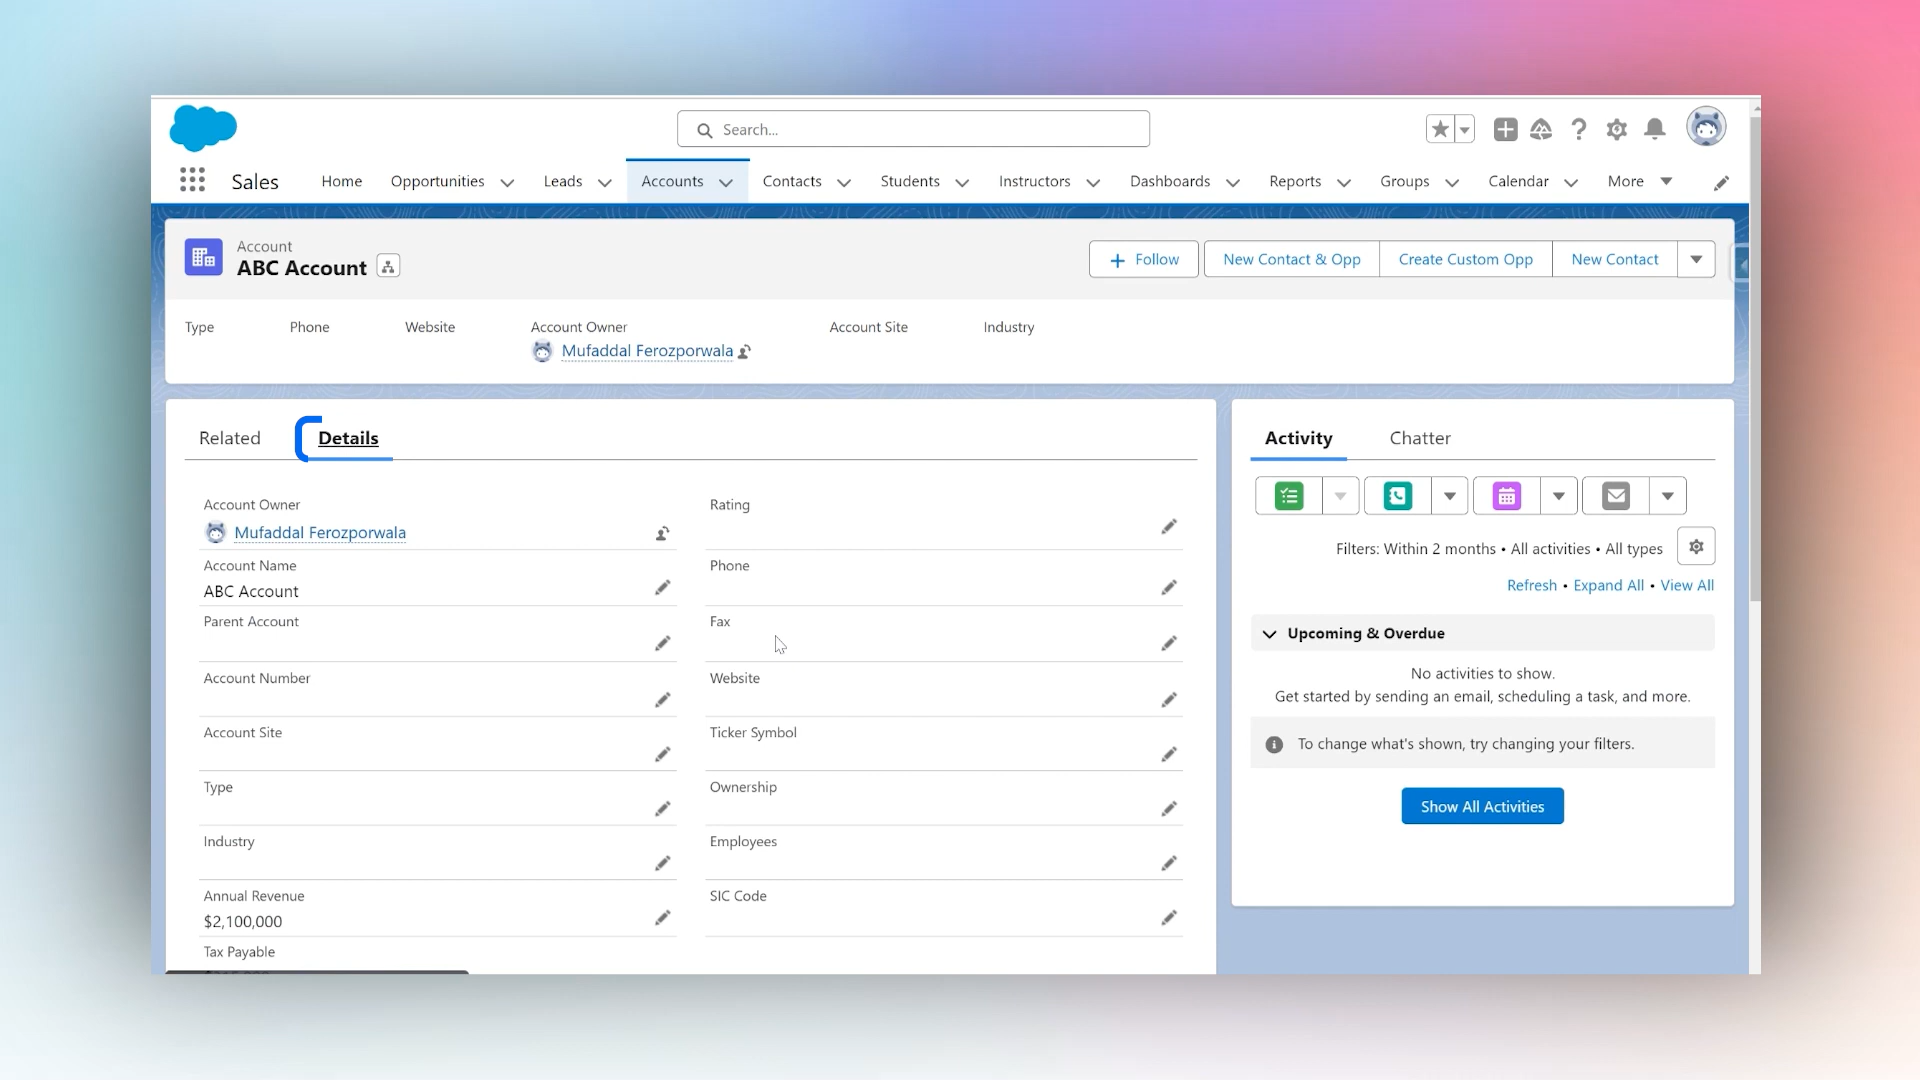 Search...
Sales
Home
Opportunities
Leads
Accounts
Contacts
Students
Instructors
Dashboards
Reports
Groups
Calendar
More
Account
ABC Account
Follow
New Contact & Opp
Create Custom Opp
New Contact
Type
Phone
Website
Account Owner
Account Site
Industry
Mufaddal Ferozporwala
Related
Details
Account Owner
Mufaddal Ferozporwala
Rating
Account Name
ABC Account
Phone
Parent Account
Fax
Account Number
Website
Account Site
Ticker Symbol
Type
Ownership
Industry
Employees
Annual Revenue
$2,100,000
SIC Code
Tax Payable
Activity
Chatter
Filters: Within 2 months • All activities • All types
Refresh • Expand All • View All
Upcoming & Overdue
No activities to show.
Get started by sending an email, scheduling a task, and more.
To change what's shown, try changing your filters.
Show All Activities